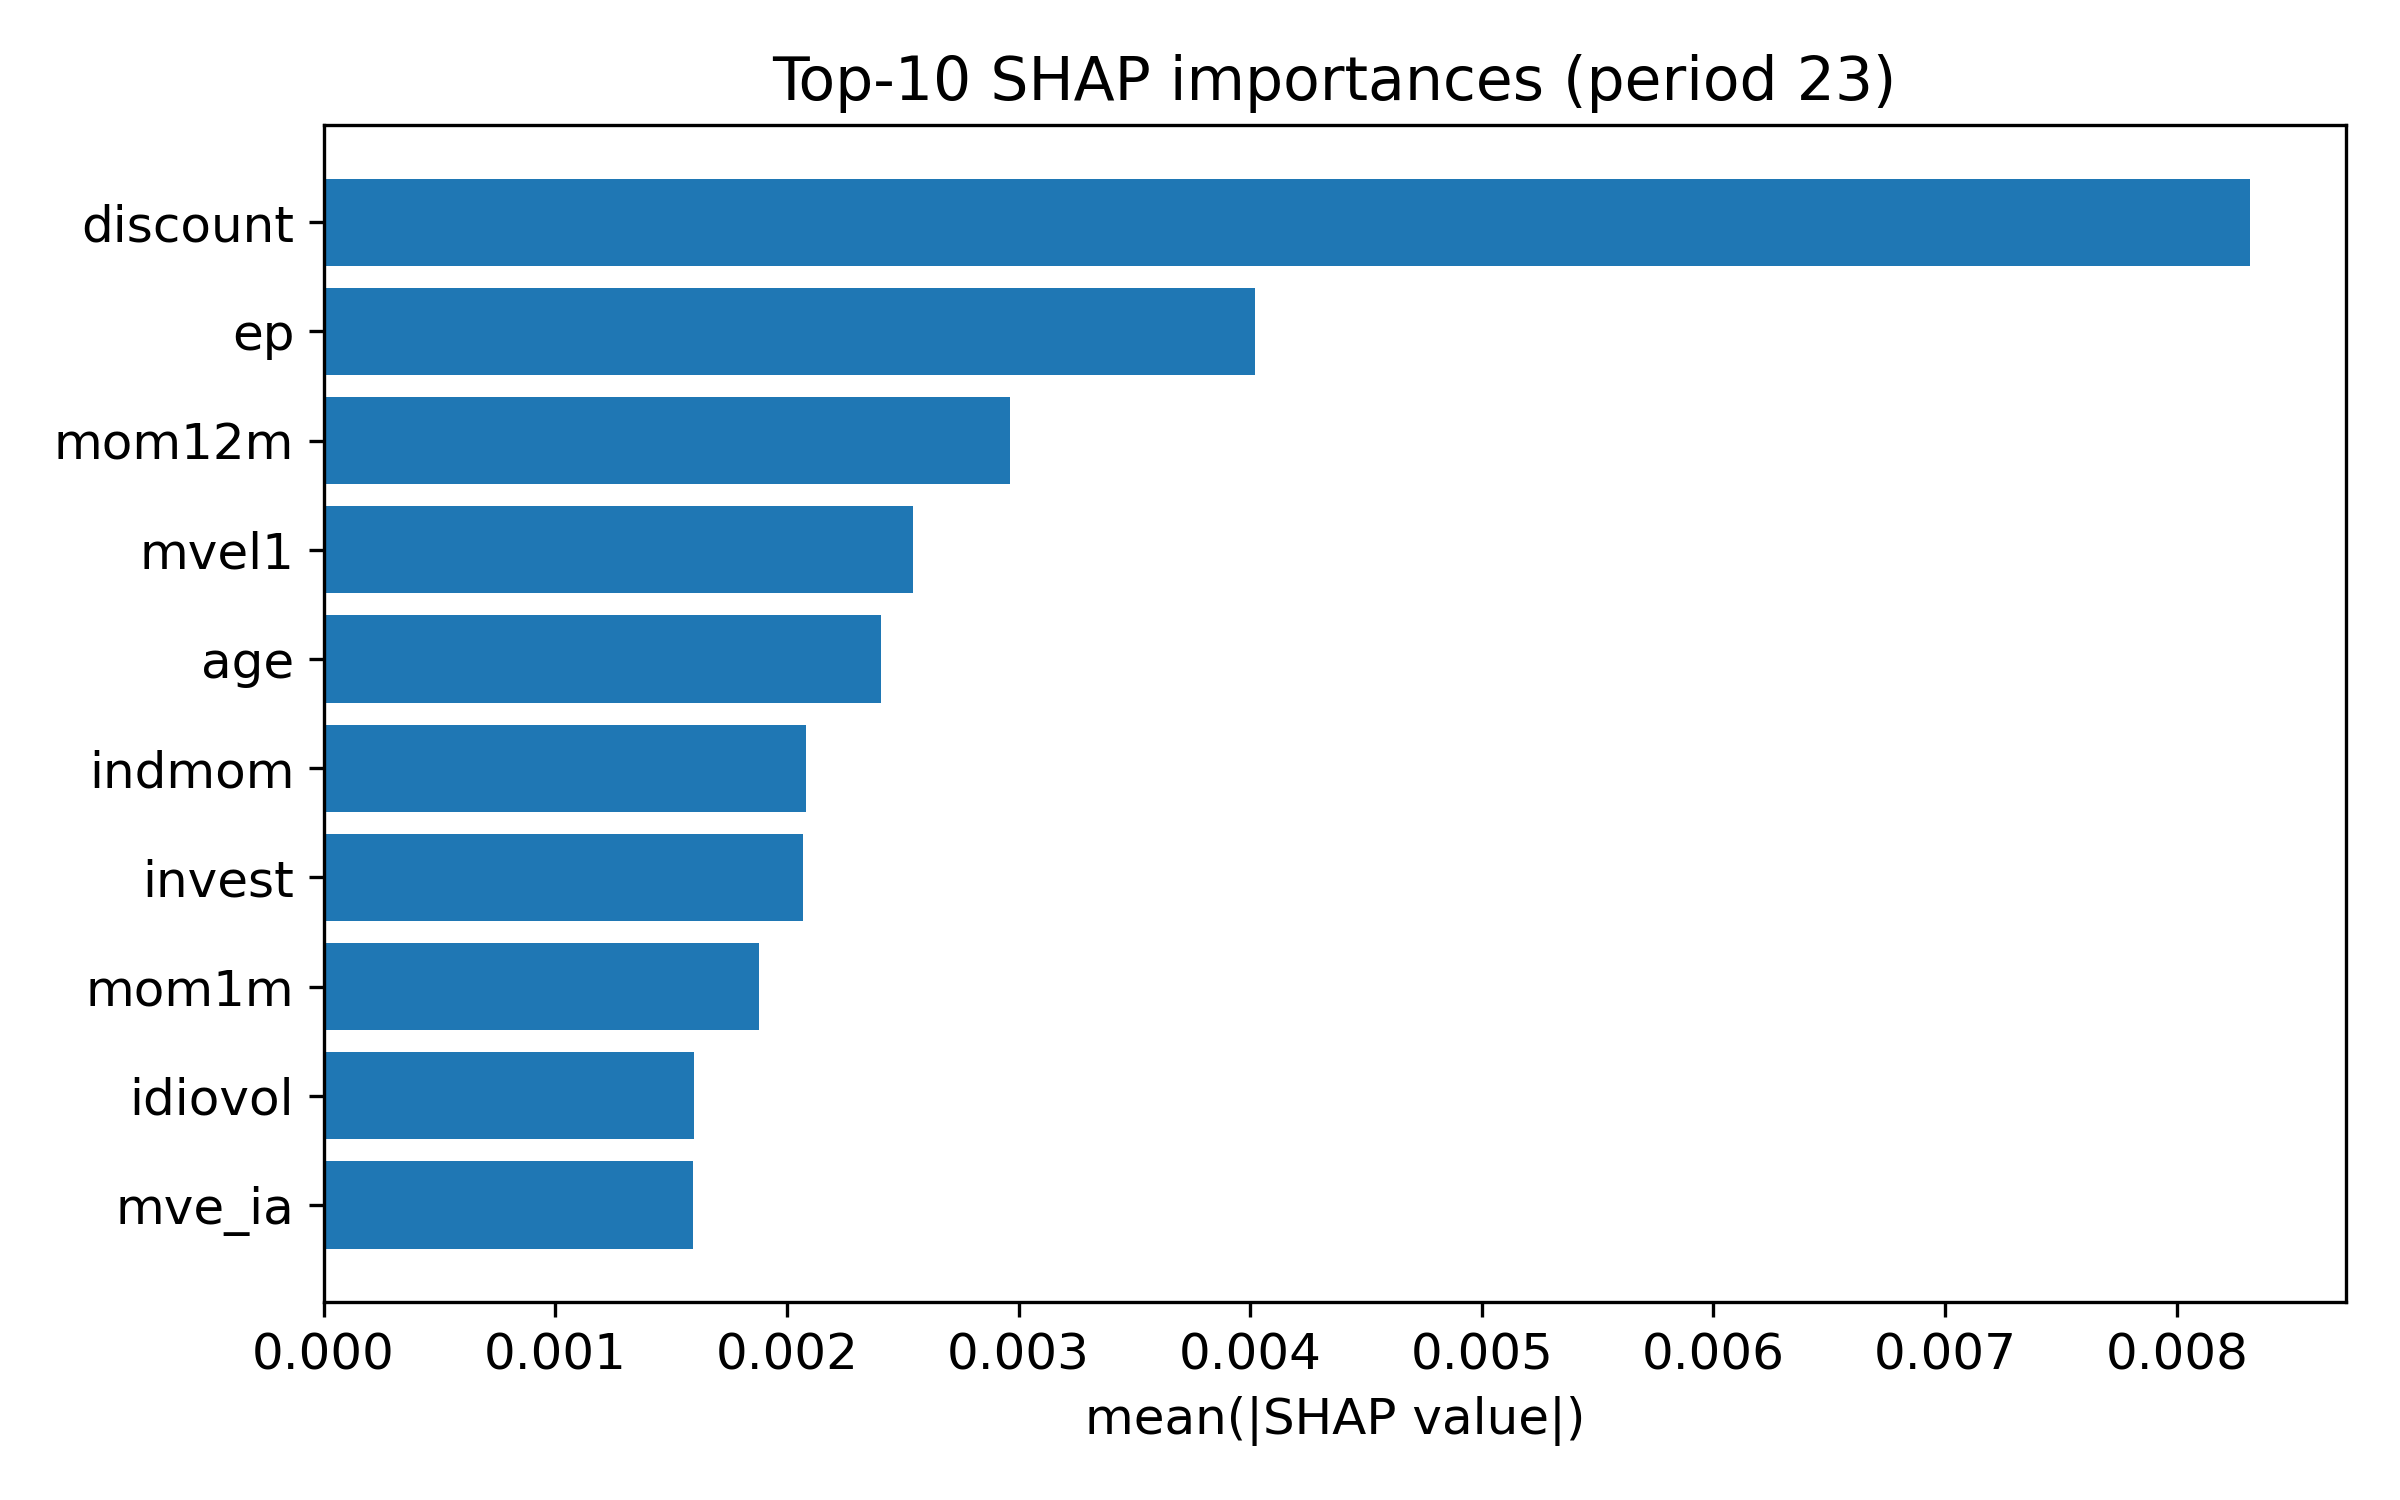 Top-10 SHAP importances (period 23)
discount
ep
mom12m
mvel1
age
indmom
invest
mom1m
idiovol
mve_ia
0.000 0.001 0.002 0.003 0.004 0.005 0.006 0.007 0.008
mean(|SHAP value|)